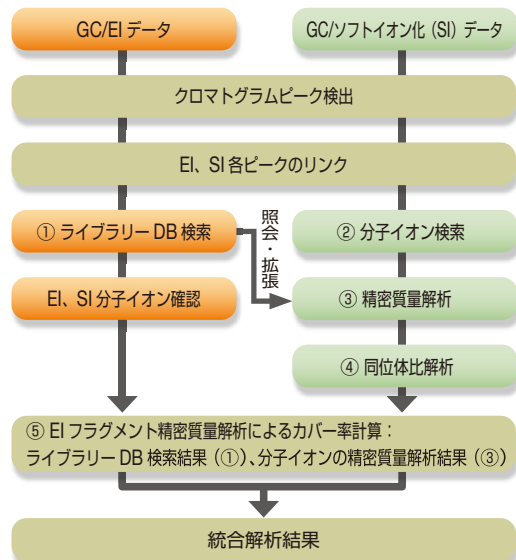 GC/EI データ
GC/ソフトイオン化(SI)データ
クロマトグラムピーク検出
EI、SI 各ピークのリンク
① ライブラリー DB 検索
照会・拡張
② 分子イオン検索
EI、SI 分子イオン確認
③ 精密質量解析
④ 同位体比解析
⑤ EI フラグメント精密質量解析によるカバー率計算:
ライブラリー DB 検索結果(①)、分子イオンの精密質量解析結果(③)
統合解析結果